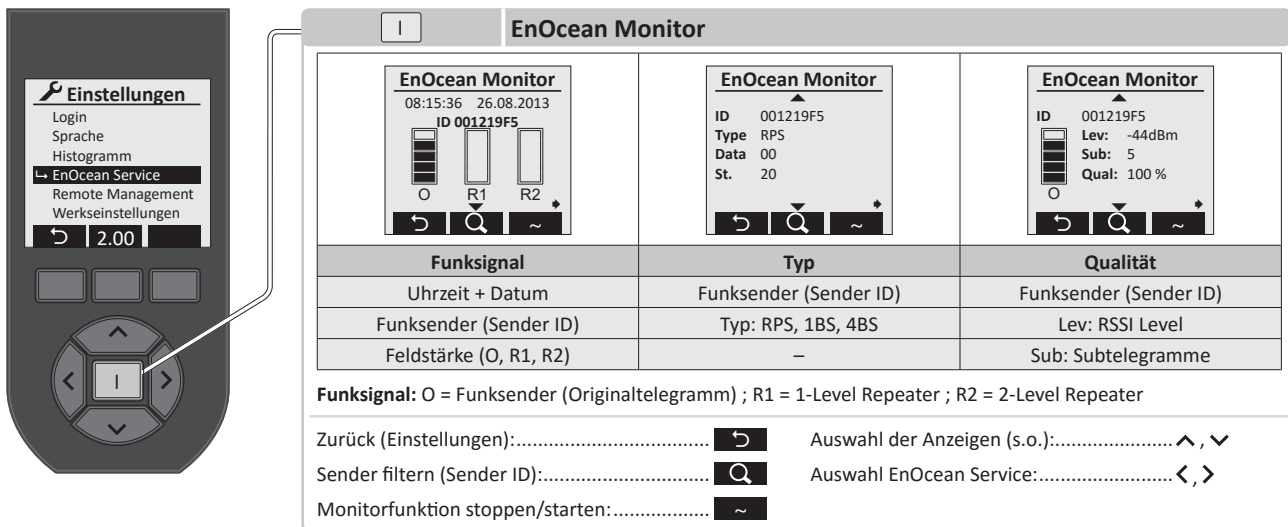 Einstellungen
Login
Sprache
Histogramm
EnOcean Service
Remote Management
Werkseinstellungen
2.00
I
I EnOcean Monitor
EnOcean Monitor
08:15:36 26.08.2013
ID 001219F5
O R1 R2
~
EnOcean Monitor
ID 001219F5
Type RPS
Data 00
St. 20
~
EnOcean Monitor
ID 001219F5
Lev: -44dBm
Sub: 5
Qual: 100 %
O
~
Funksignal Typ Qualität
Uhrzeit + Datum Funksender (Sender ID) Funksender (Sender ID)
Funksender (Sender ID) Typ: RPS, 1BS, 4BS Lev: RSSI Level
Feldstärke (O, R1, R2) – Sub: Subtelegramme
Funksignal: O = Funksender (Originaltelegramm) ; R1 = 1-Level Repeater ; R2 = 2-Level Repeater
Zurück (Einstellungen):.................................. Auswahl der Anzeigen (s.o.):..................... ,
Sender filtern (Sender ID):............................. Auswahl EnOcean Service:........................ ,
Monitorfunktion stoppen/starten:................... ~